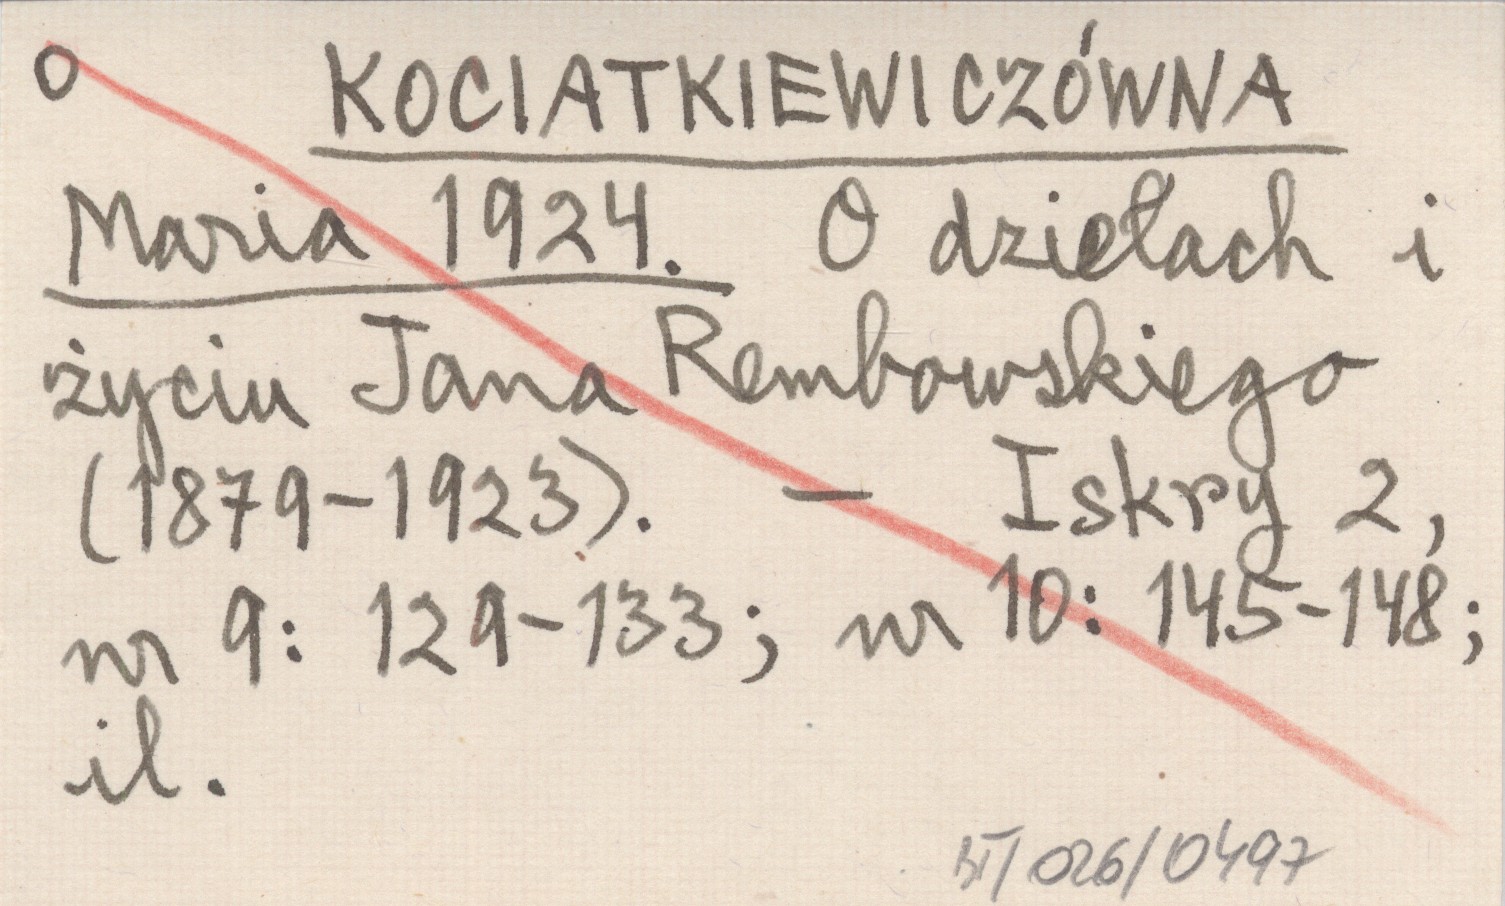 O KOCIATKIEWICZÓWNA
Maria 1924. O dziełach i
życiu Jana Rembowskiego
(1879-1923). — Iskry 2,
nr 9: 129-133; nr 10: 145-148;
il.
BT/026/0497